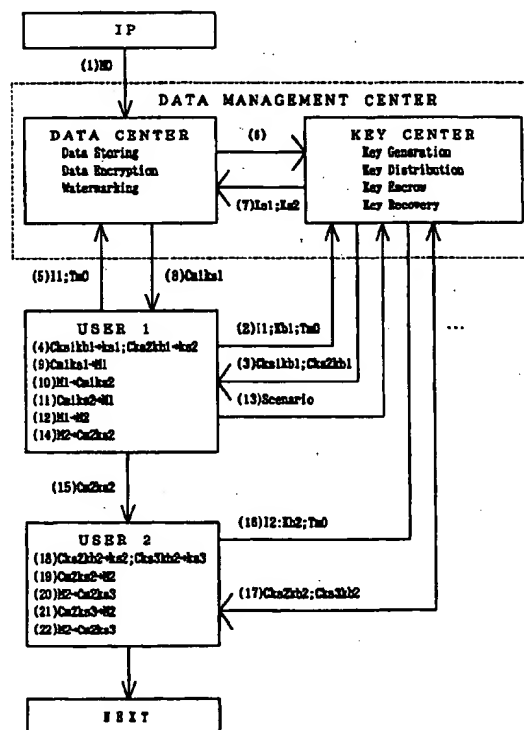 IP
(1)M0
DATA MANAGEMENT CENTER
DATA CENTER
Data Storing
Data Encryption
Watermarking
(6)
KEY CENTER
Key Generation
Key Distribution
Key Escrow
Key Recovery
(7)Ks1;Ks2
(5)I1;Tm0
(8)Cm1ks1
USER 1
(4)Cks1kb1→ks1;Cks2kb1→ks2
(9)Cm1ks1→M1
(10)M1→Cm1ks2
(11)Cm1ks2→M1
(12)M1→M2
(14)M2→Cm2ks2
(2)I1;Kb1;Tm0
(3)Cks1kb1;Cks2kb1
(13)Scenario
...
(15)Cm2ks2
USER 2
(18)Cks2kb2→ks2;Cks3kb2→ks3
(19)Cm2ks2→M2
(20)M2→Cm2ks3
(21)Cm2ks3→M2
(22)M2→Cm2ks3
(16)I2:Kb2;Tm0
(17)Cks2kb2;Cks3kb2
NEXT